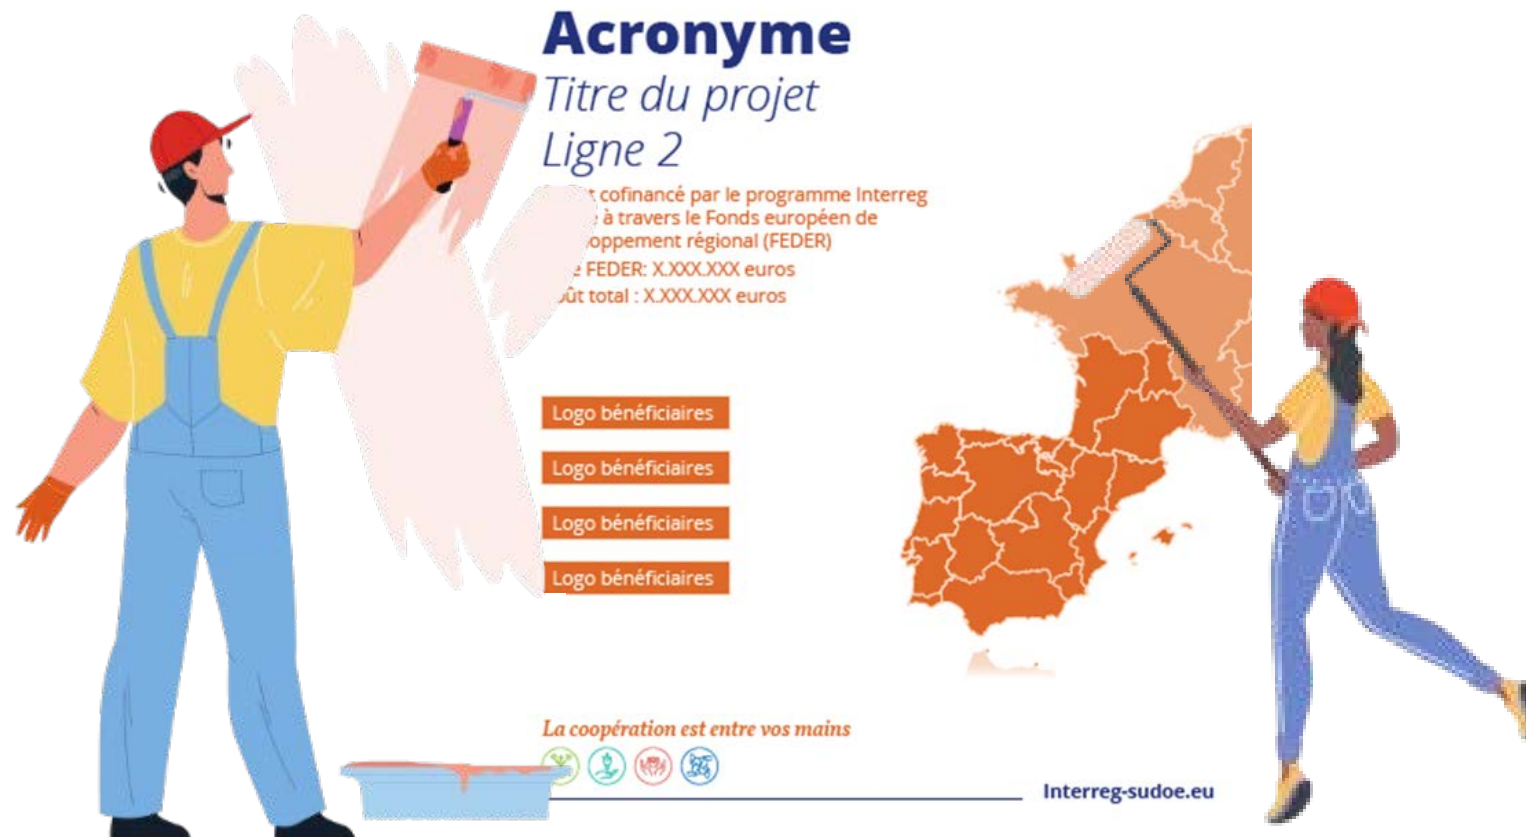 Acronyme
Titre du projet
Ligne 2
cofinancé par le programme Interreg
à travers le Fonds européen de
régional (FEDER)
FEDER: X.XXX.XXX euros
total : X.XXX.XXX euros
Logo bénéficiaires
Logo bénéficiaires
Logo bénéficiaires
Logo bénéficiaires
La coopération est entre vos mains
Interreg-sudoe.eu